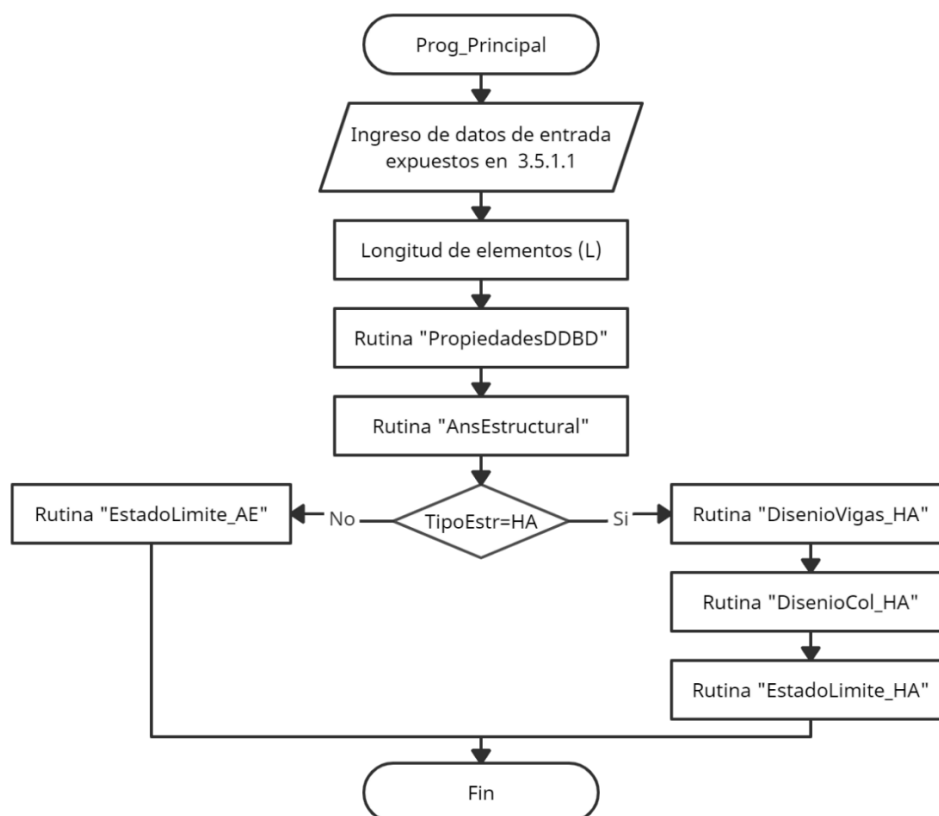 Prog_Principal
Ingreso de datos de entrada
expuestos en 3.5.1.1
Longitud de elementos (L)
Rutina "PropiedadesDDBD"
Rutina "AnsEstructural"
Rutina "EstadoLimite_AE"
No
TipoEstr=HA
Si
Rutina "DisenioVigas_HA"
Rutina "DisenioCol_HA"
Rutina "EstadoLimite_HA"
Fin